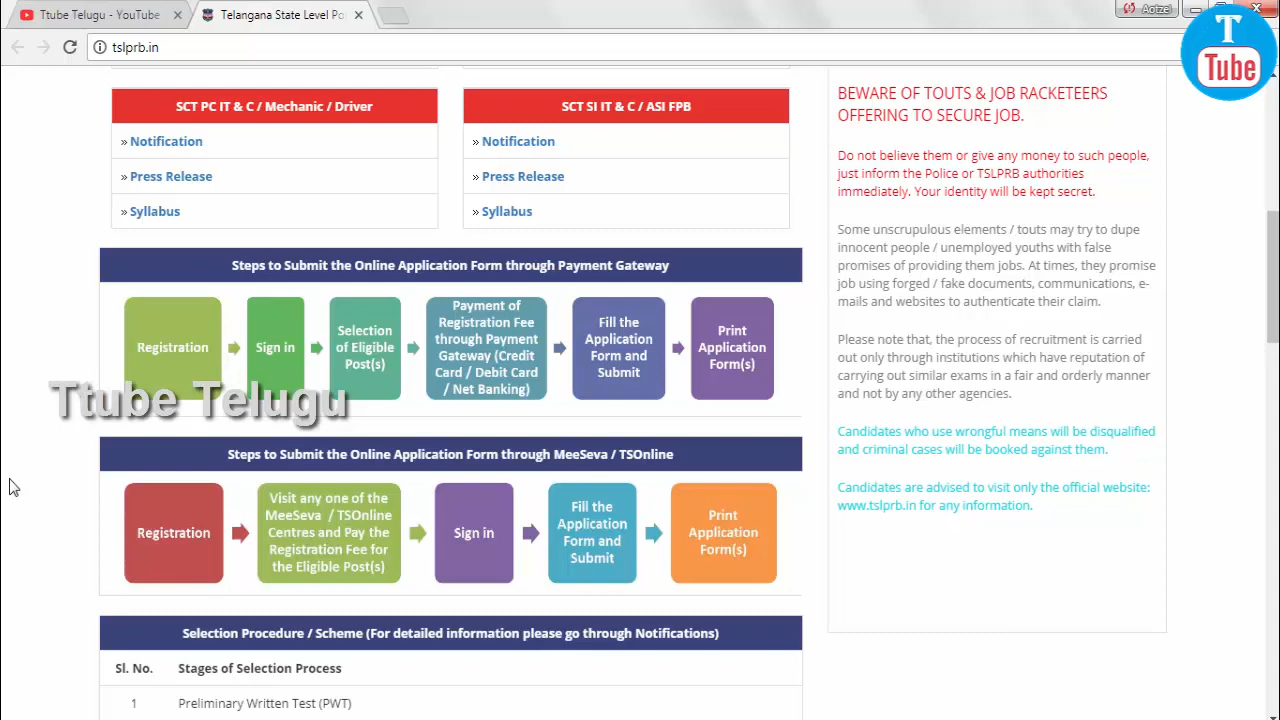 Ttube Telugu - YouTube
Telangana State Level Po
Aotzel
tslprb.in
T
Tube
SCT PC IT & C / Mechanic / Driver
» Notification
» Press Release
» Syllabus
SCT SI IT & C / ASI FPB
» Notification
» Press Release
» Syllabus
Steps to Submit the Online Application Form through Payment Gateway
Registration
Sign in
Selection
of Eligible
Post(s)
Payment of
Registration Fee
through Payment
Gateway (Credit
Card / Debit Card
/ Net Banking)
Fill the
Application
Form and
Submit
Print
Application
Form(s)
Ttube Telugu
Steps to Submit the Online Application Form through MeeSeva / TSOnline
Registration
Visit any one of the
MeeSeva / TSOnline
Centres and Pay the
Registration Fee for
the Eligible Post(s)
Sign in
Fill the
Application
Form and
Submit
Print
Application
Form(s)
Selection Procedure / Scheme (For detailed information please go through Notifications)
Sl. No. Stages of Selection Process
1 Preliminary Written Test (PWT)
BEWARE OF TOUTS & JOB RACKETEERS
OFFERING TO SECURE JOB.
Do not believe them or give any money to such people,
just inform the Police or TSLPRB authorities
immediately. Your identity will be kept secret.
Some unscrupulous elements / touts may try to dupe
innocent people / unemployed youths with false
promises of providing them jobs. At times, they promise
job using forged / fake documents, communications, e-
mails and websites to authenticate their claim.
Please note that, the process of recruitment is carried
out only through institutions which have reputation of
carrying out similar exams in a fair and orderly manner
and not by any other agencies.
Candidates who use wrongful means will be disqualified
and criminal cases will be booked against them.
Candidates are advised to visit only the official website:
www.tslprb.in for any information.